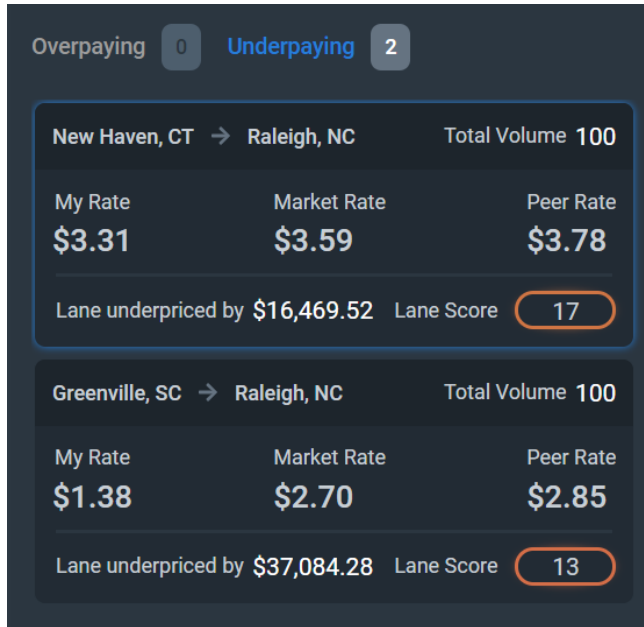 Overpaying 0 Underpaying 2
New Haven, CT → Raleigh, NC Total Volume 100
My Rate Market Rate Peer Rate
$3.31 $3.59 $3.78
Lane underpriced by $16,469.52 Lane Score 17
Greenville, SC → Raleigh, NC Total Volume 100
My Rate Market Rate Peer Rate
$1.38 $2.70 $2.85
Lane underpriced by $37,084.28 Lane Score 13